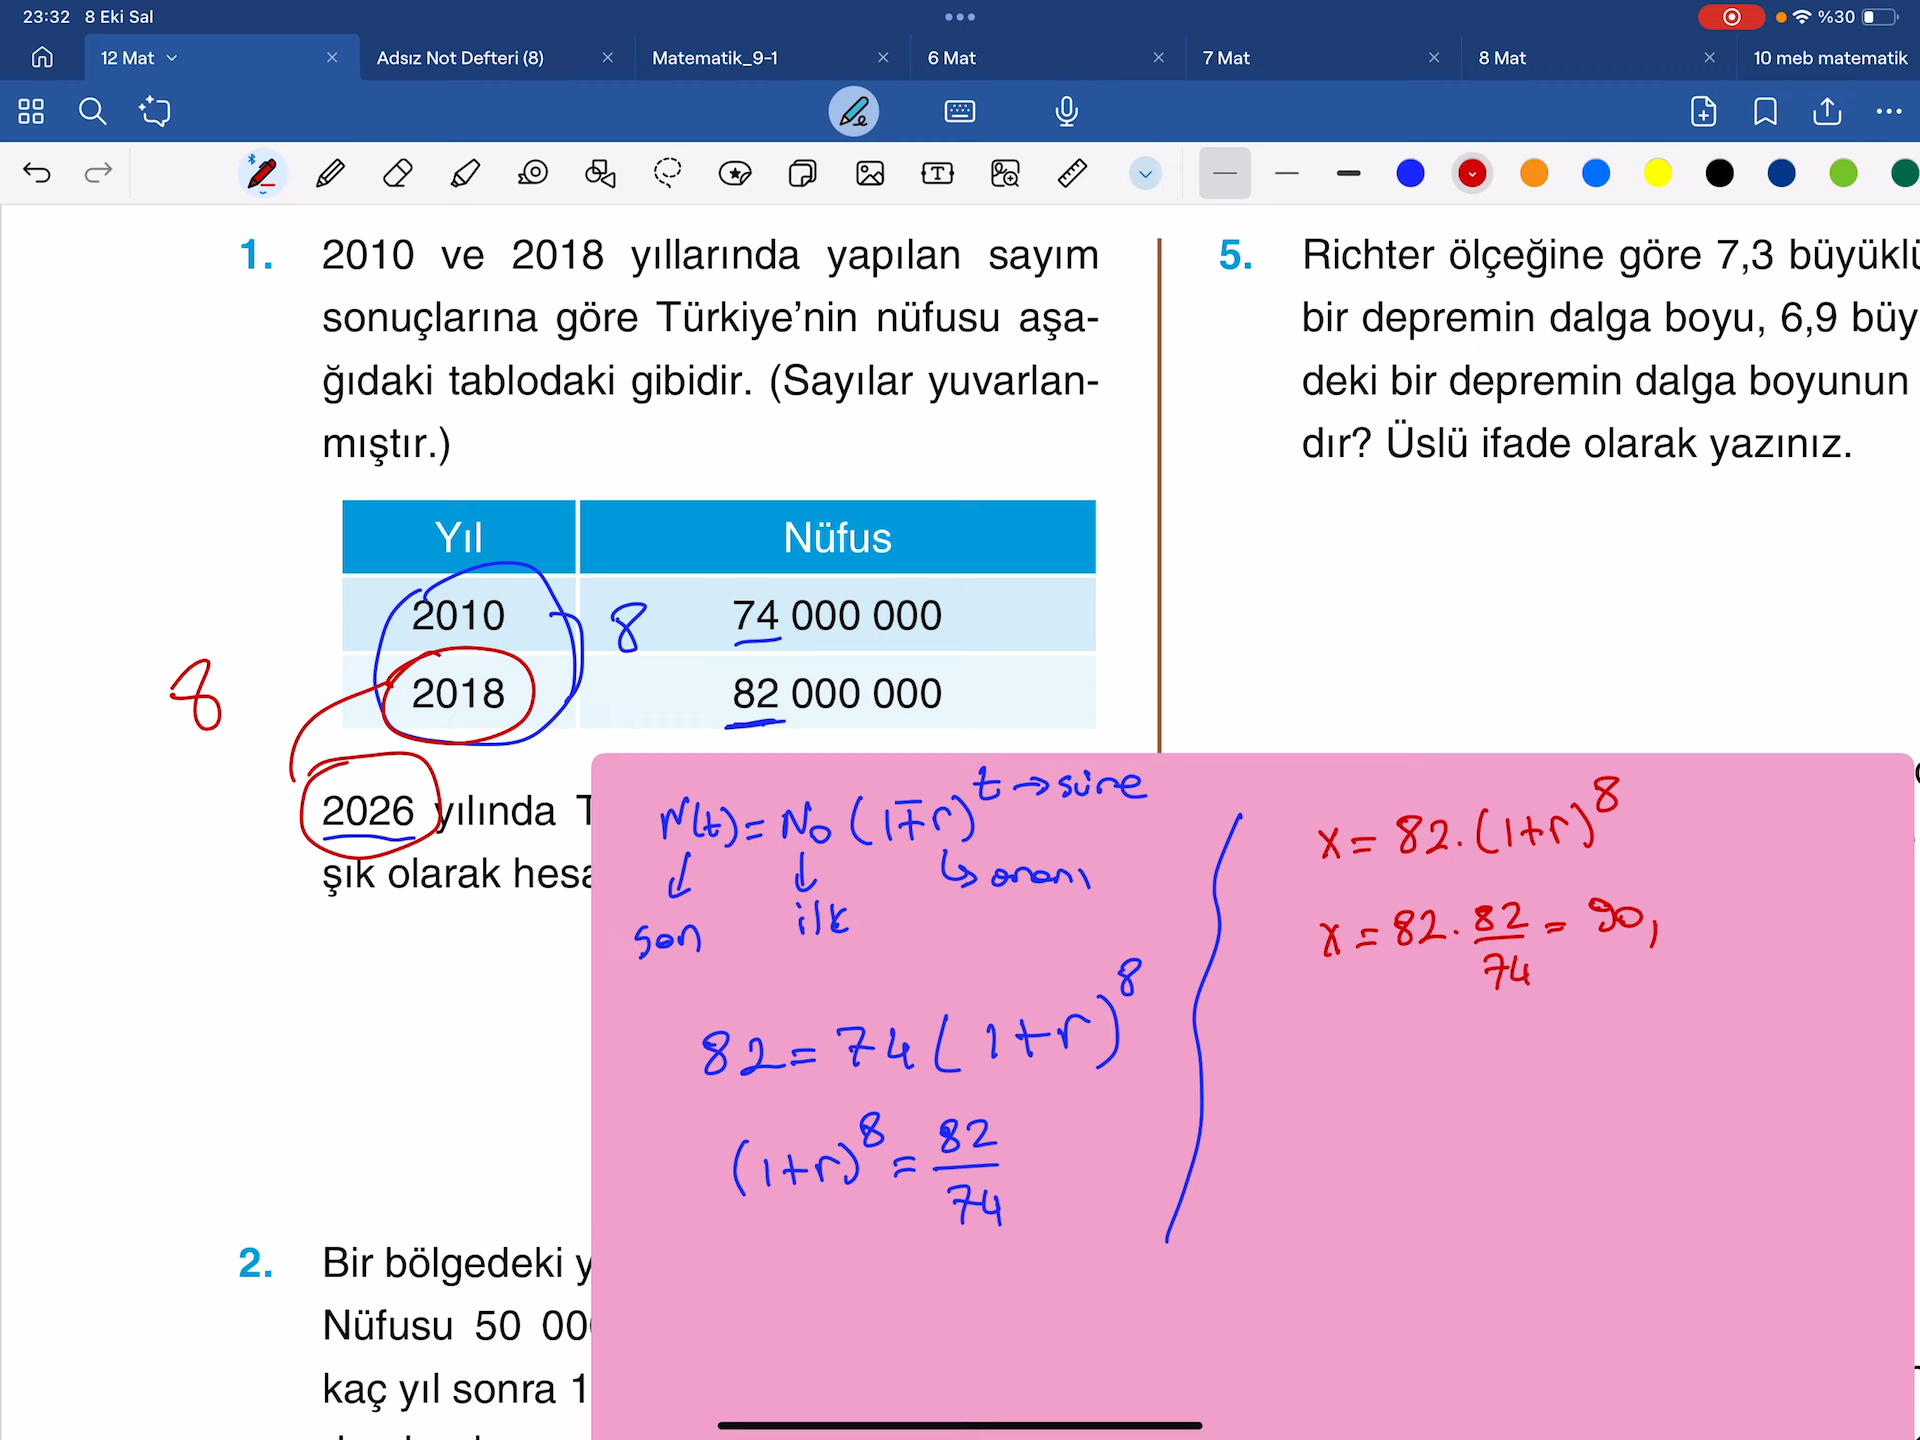 23:32 8 Eki Sal
%30
12 Mat
Adsız Not Defteri (8)
Matematik_9-1
6 Mat
7 Mat
8 Mat
10 meb matematik
1. 2010 ve 2018 yıllarında yapılan sayım
sonuçlarına göre Türkiye'nin nüfusu aşa-
ğıdaki tablodaki gibidir. (Sayılar yuvarlan-
mıştır.)
Yıl Nüfus
2010 8 74 000 000
2018 82 000 000
8
2026 yılında T
şık olarak hesa
N(t) = N₀ (1∓r)^t → süre
son
ilk
oranı
82 = 74 (1+r)^8
(1+r)^8 = 82/74
x = 82.(1+r)^8
x = 82 . 82/74 = 90,
2. Bir bölgedeki y
Nüfusu 50 00
kaç yıl sonra 1
5. Richter ölçeğine göre 7,3 büyüklü
bir depremin dalga boyu, 6,9 büy
deki bir depremin dalga boyunun
dır? Üslü ifade olarak yazınız.